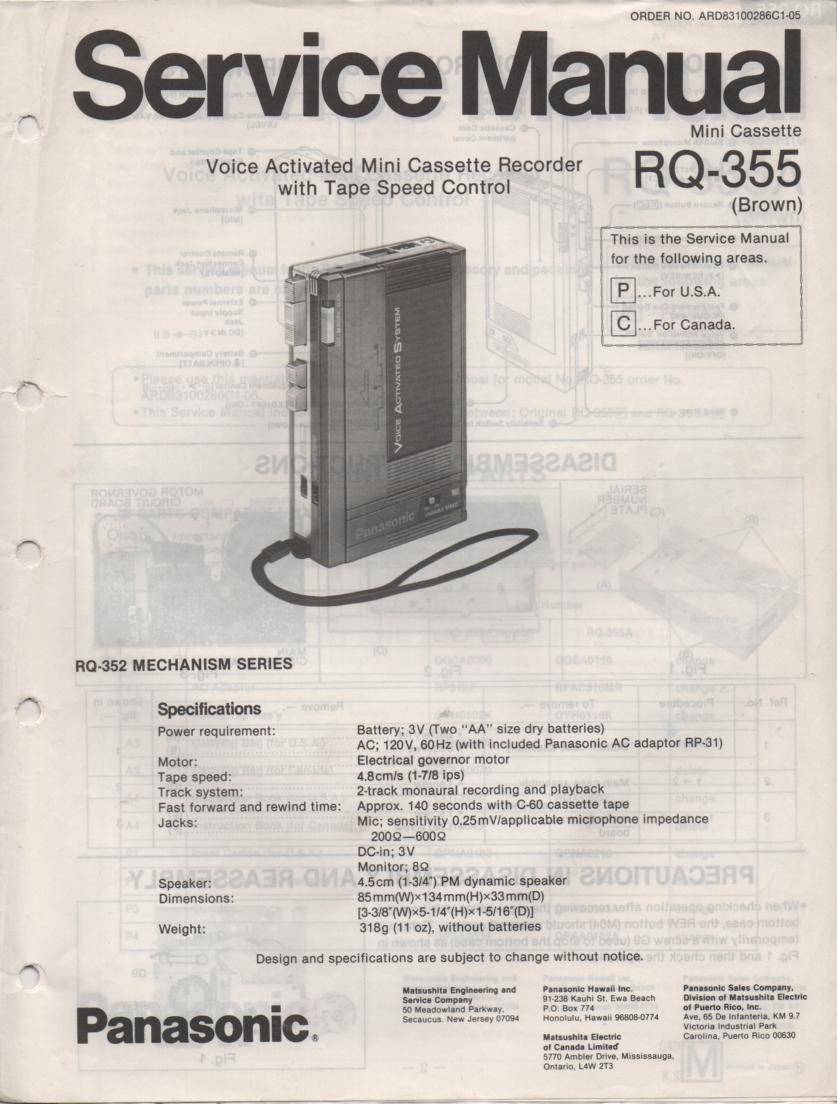 ORDER NO. ARD83100286C1-05
Service Manual
Mini Cassette
Voice Activated Mini Cassette Recorder
with Tape Speed Control
RQ-355
(Brown)
This is the Service Manual
for the following areas.
P ...For U.S.A.
C ...For Canada.
VOICE ACTIVATED SYSTEM
Panasonic
RQ-352 MECHANISM SERIES
Specifications
Power requirement: Battery; 3V (Two “AA” size dry batteries)
AC; 120V, 60Hz (with included Panasonic AC adaptor RP-31)
Motor: Electrical governor motor
Tape speed: 4.8cm/s (1-7/8 ips)
Track system: 2-track monaural recording and playback
Fast forward and rewind time: Approx. 140 seconds with C-60 cassette tape
Jacks: Mic; sensitivity 0.25mV/applicable microphone impedance
200Ω—600Ω
DC-in; 3V
Monitor; 8Ω
Speaker: 4.5cm (1-3/4″) PM dynamic speaker
Dimensions: 85mm(W)×134mm(H)×33mm(D)
[3-3/8″(W)×5-1/4″(H)×1-5/16″(D)]
Weight: 318g (11 oz), without batteries
Design and specifications are subject to change without notice.
Panasonic®
Matsushita Engineering and
Service Company
50 Meadowland Parkway,
Secaucus. New Jersey 07094
Panasonic Hawaii Inc.
91-238 Kauhi St. Ewa Beach
P.O. Box 774
Honolulu, Hawaii 96808-0774
Matsushita Electric
of Canada Limited
5770 Ambler Drive, Mississauga,
Ontario, L4W 2T3
Panasonic Sales Company,
Division of Matsushita Electric
of Puerto Rico, Inc.
Ave, 65 De Infanteria, KM 9.7
Victoria Industrial Park
Carolina, Puerto Rico 00630